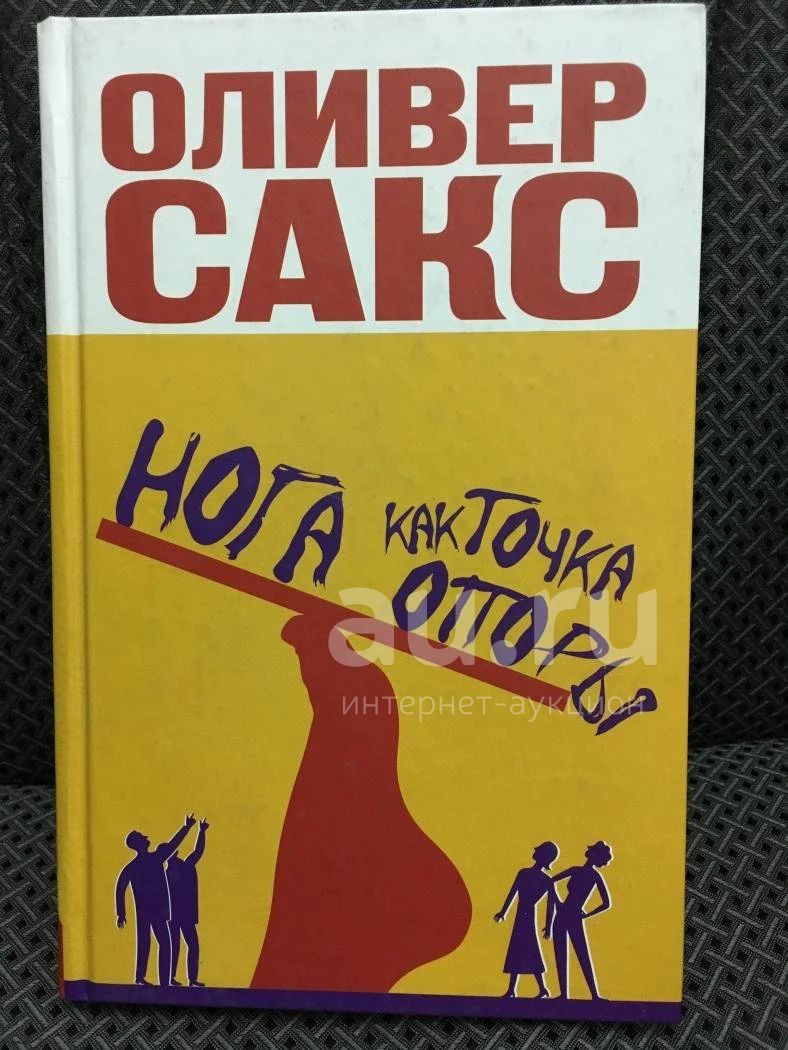 ОЛИВЕР
САКС
НОГА КАК ТОЧКА
ОПОРЫ
au.ru
интернет-аукцион